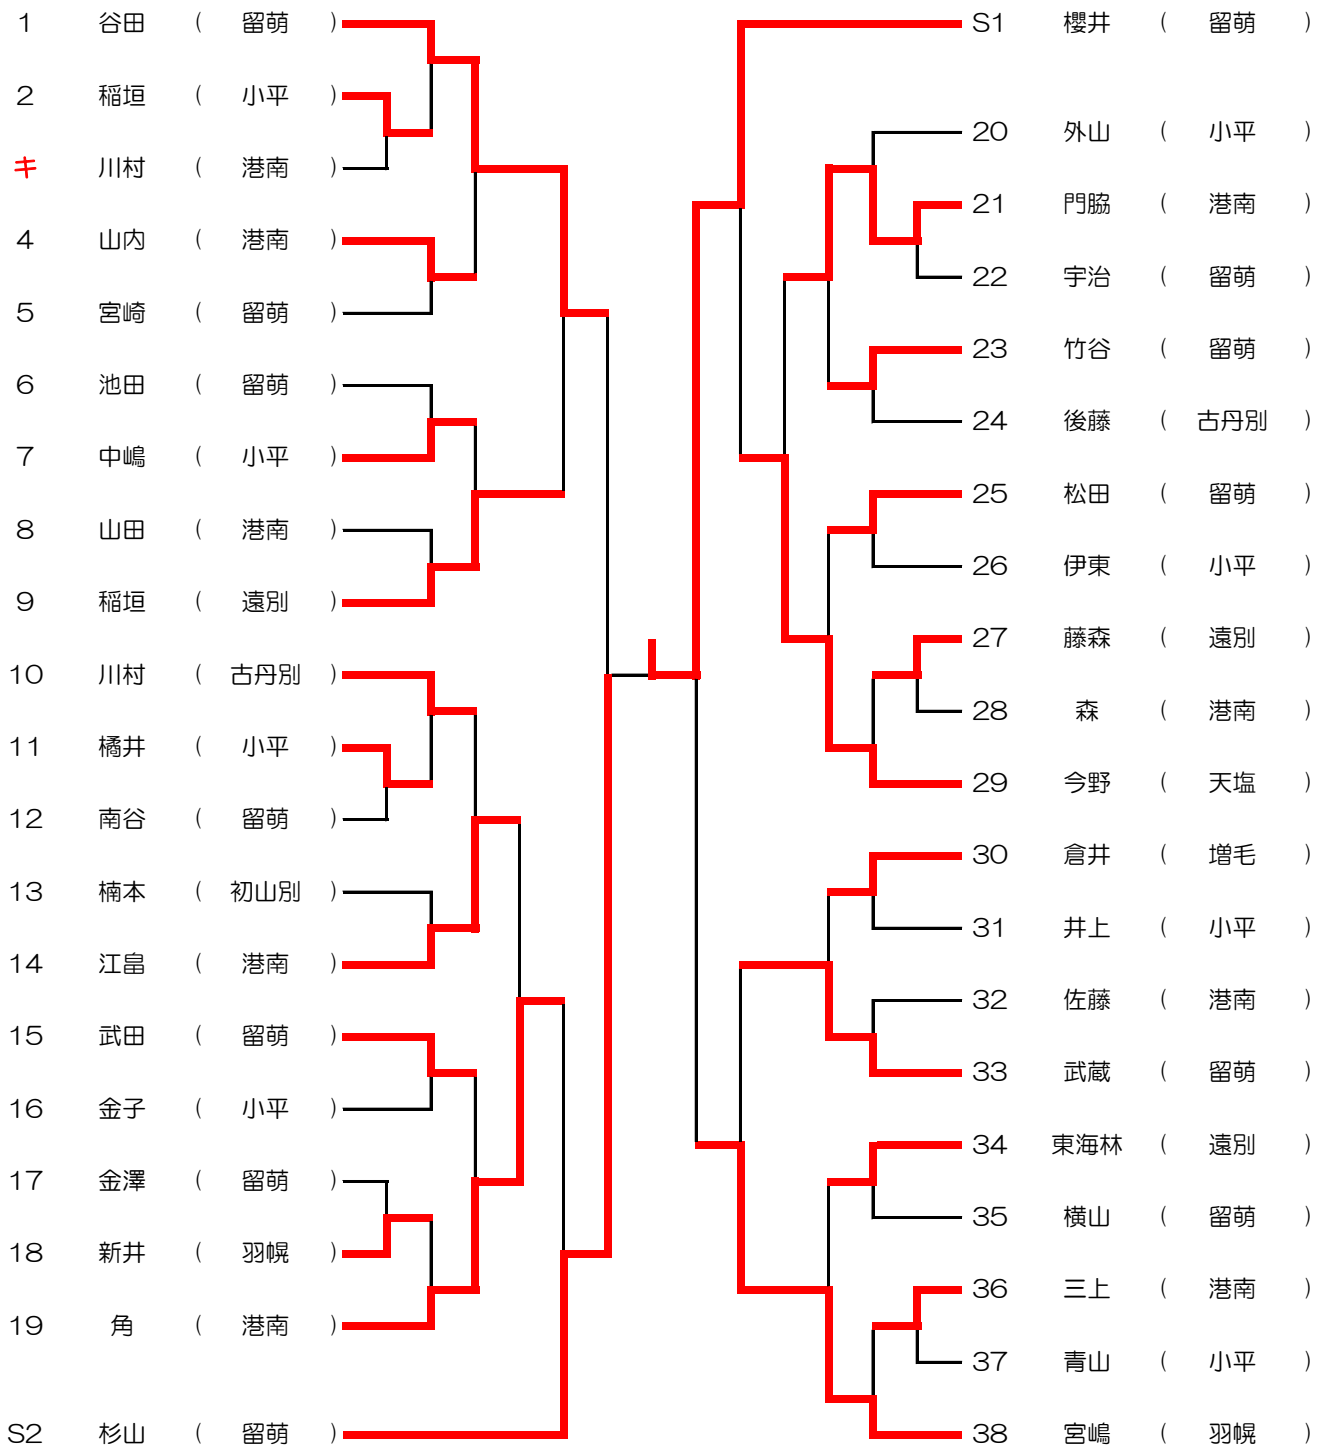 1 谷田 ( 留萌 )
2 稲垣 ( 小平 )
キ 川村 ( 港南 )
4 山内 ( 港南 )
5 宮崎 ( 留萌 )
6 池田 ( 留萌 )
7 中嶋 ( 小平 )
8 山田 ( 港南 )
9 稲垣 ( 遠別 )
10 川村 ( 古丹別 )
11 橘井 ( 小平 )
12 南谷 ( 留萌 )
13 楠本 ( 初山別 )
14 江畠 ( 港南 )
15 武田 ( 留萌 )
16 金子 ( 小平 )
17 金澤 ( 留萌 )
18 新井 ( 羽幌 )
19 角 ( 港南 )
S2 杉山 ( 留萌 )
S1 櫻井 ( 留萌 )
20 外山 ( 小平 )
21 門脇 ( 港南 )
22 宇治 ( 留萌 )
23 竹谷 ( 留萌 )
24 後藤 ( 古丹別 )
25 松田 ( 留萌 )
26 伊東 ( 小平 )
27 藤森 ( 遠別 )
28 森 ( 港南 )
29 今野 ( 天塩 )
30 倉井 ( 増毛 )
31 井上 ( 小平 )
32 佐藤 ( 港南 )
33 武蔵 ( 留萌 )
34 東海林 ( 遠別 )
35 横山 ( 留萌 )
36 三上 ( 港南 )
37 青山 ( 小平 )
38 宮嶋 ( 羽幌 )